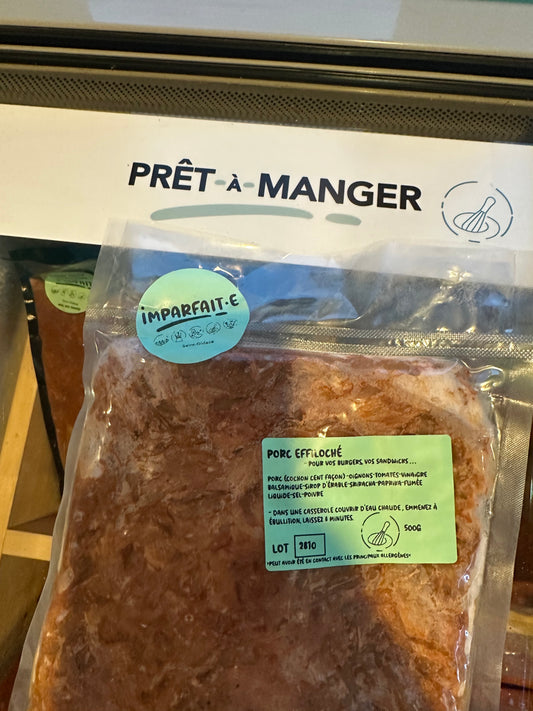 PRÊT-À-MANGER
IMPARFAIT·E
PORC EFFILOCHÉ
- POUR VOS BURGERS, VOS SANDWICHS...
PORC (COCHON CENT FAÇON)-OIGNONS-TOMATES-VINAIGRE
BALSAMIQUE-SIROP D'ÉRABLE-SRIRACHA-PAPRIKA-FUMÉE
LIQUIDE-SEL-POIVRE
- DANS UNE CASSEROLE COUVRIR D'EAU CHAUDE, EMMENEZ À
ÉBULLITION, LAISSEZ 8 MINUTES.
500G
LOT 2810
*PEUT AVOIR ÉTÉ EN CONTACT AVEC LES PRINCIPAUX ALLERGÈNES*